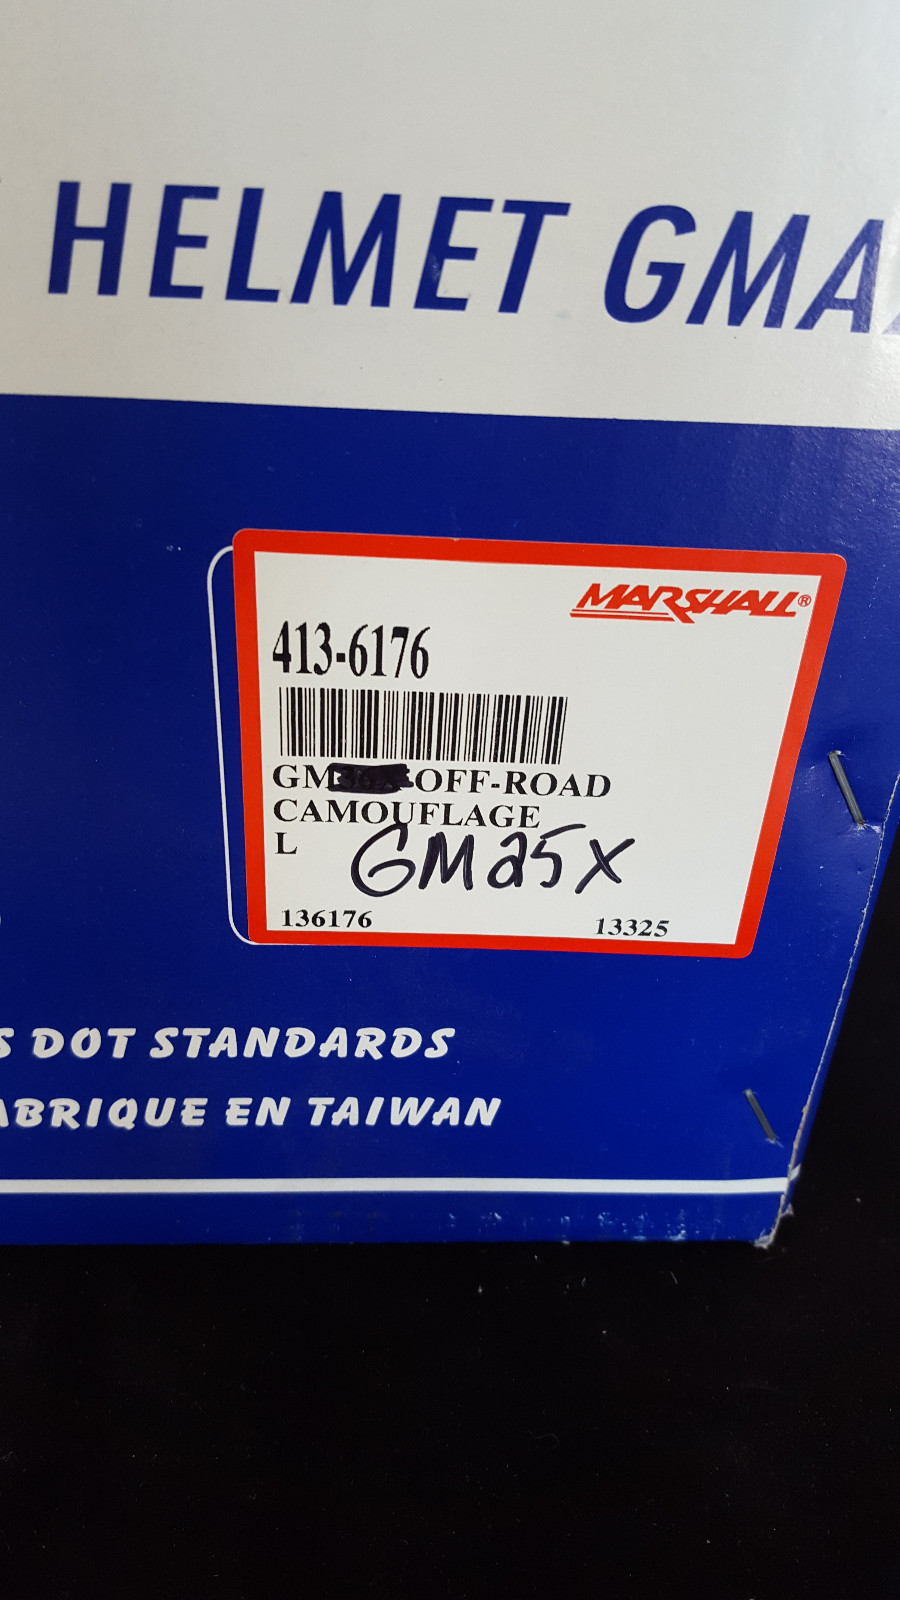 HELMET GMA
MARSHALL®
413-6176
GM OFF-ROAD
CAMOUFLAGE
L
GM25X
136176 13325
S DOT STANDARDS
ABRIQUE EN TAIWAN